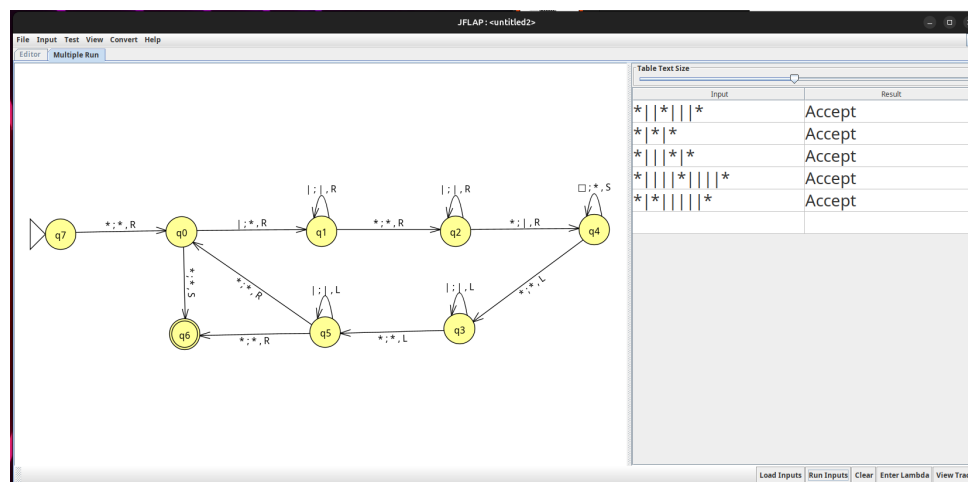 JFLAP : <untitled2>
File Input Test View Convert Help
Editor Multiple Run
Table Text Size
Input Result
*||*|||* Accept
*|*|* Accept
*|||*|* Accept
*||||*||||* Accept
*|*|||||* Accept
|;|,R |;|,R □;*,S
q7 *;*,R q0 |;*,R q1 *;*,R q2 *;|,R q4
*;*,S *;*,R |;|,L |;|,L *;*,L
q6 *;*,R q5 *;*,L q3
Load Inputs Run Inputs Clear Enter Lambda View